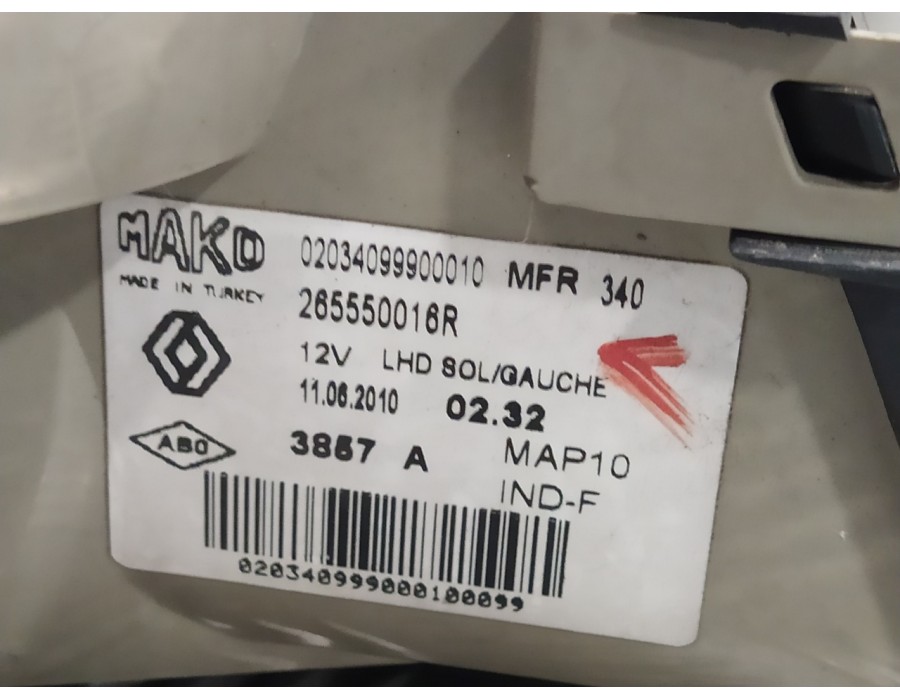 MAKO 02034099900010 MFR 340
MADE IN TURKEY
265550016R
12V LHD SOL/GAUCHE
11.06.2010 02.32
ABO 3857 A MAP10
IND-F
020340999000100099